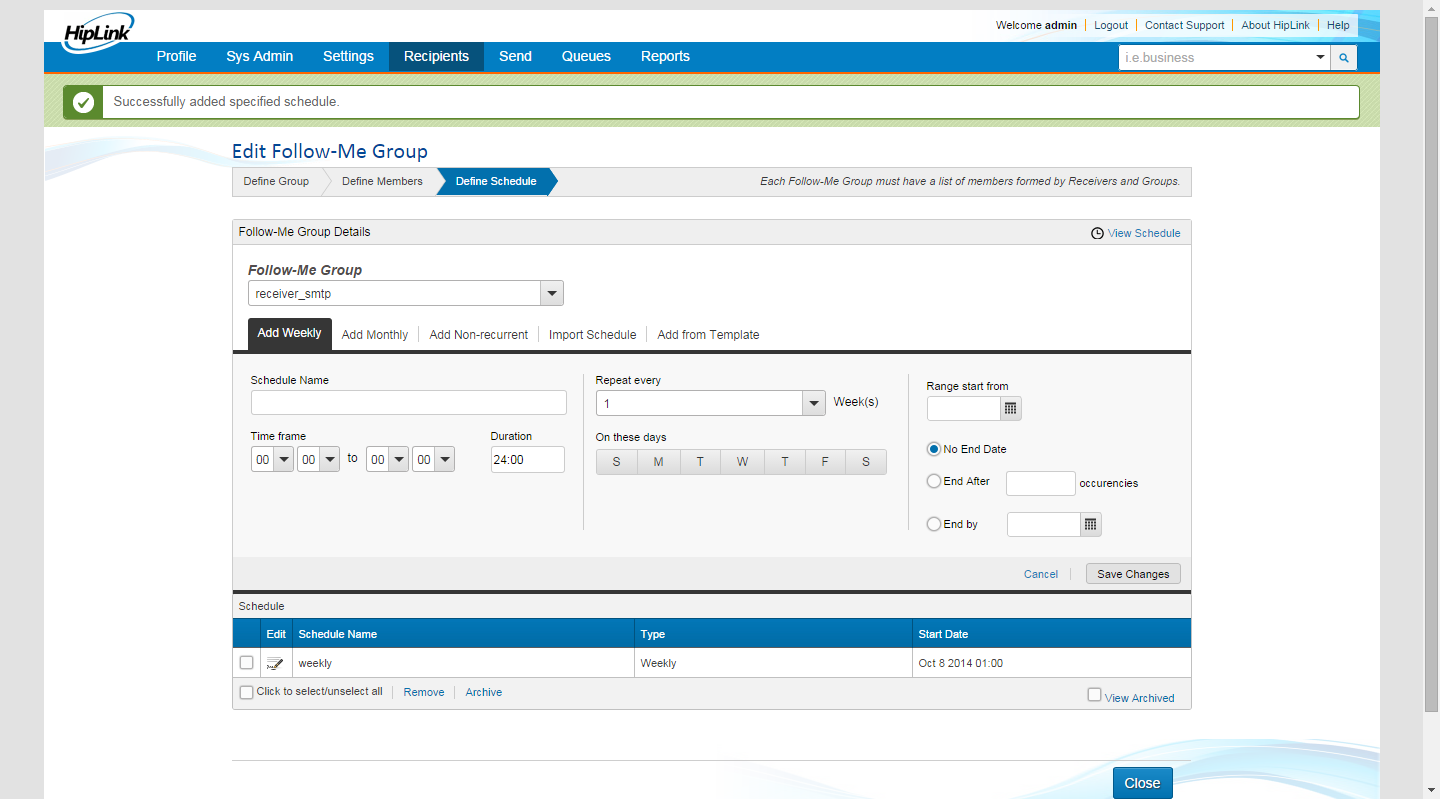 HipLink
Welcome admin Logout Contact Support About HipLink Help
Profile Sys Admin Settings Recipients Send Queues Reports i.e.business
Successfully added specified schedule.
Edit Follow-Me Group
Define Group Define Members Define Schedule Each Follow-Me Group must have a list of members formed by Receivers and Groups.
Follow-Me Group Details View Schedule
Follow-Me Group
receiver_smtp
Add Weekly Add Monthly Add Non-recurrent Import Schedule Add from Template
Schedule Name
Time frame Duration
00 00 to 00 00 24:00
Repeat every
1 Week(s)
On these days
S M T W T F S
Range start from
No End Date
End After occurencies
End by
Cancel Save Changes
Schedule
Edit Schedule Name Type Start Date
weekly Weekly Oct 8 2014 01:00
Click to select/unselect all Remove Archive View Archived
Close